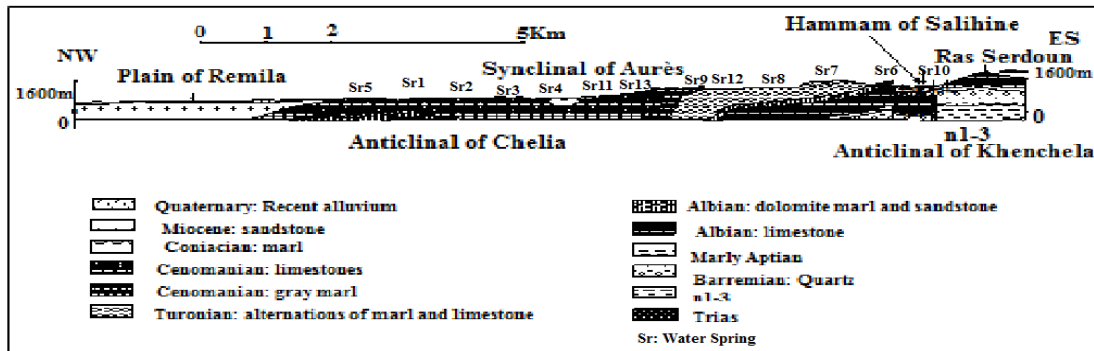 Hammam of Salihine
0 1 2 5Km
NW ES
Plain of Remila Synclinal of Aurès Ras Serdoun
1600m Sr5 Sr1 Sr2 Sr3 Sr4 Sr11 Sr13 Sr9 Sr12 Sr8 Sr7 Sr6 Sr10 1600m
0 0
n1-3
Anticlinal of Chelia Anticlinal of Khenchela
Quaternary: Recent alluvium
Miocene: sandstone
Coniacian: marl
Cenomanian: limestones
Cenomanian: gray marl
Turonian: alternations of marl and limestone
Albian: dolomite marl and sandstone
Albian: limestone
Marly Aptian
Barremian: Quartz
n1-3
Trias
Sr: Water Spring